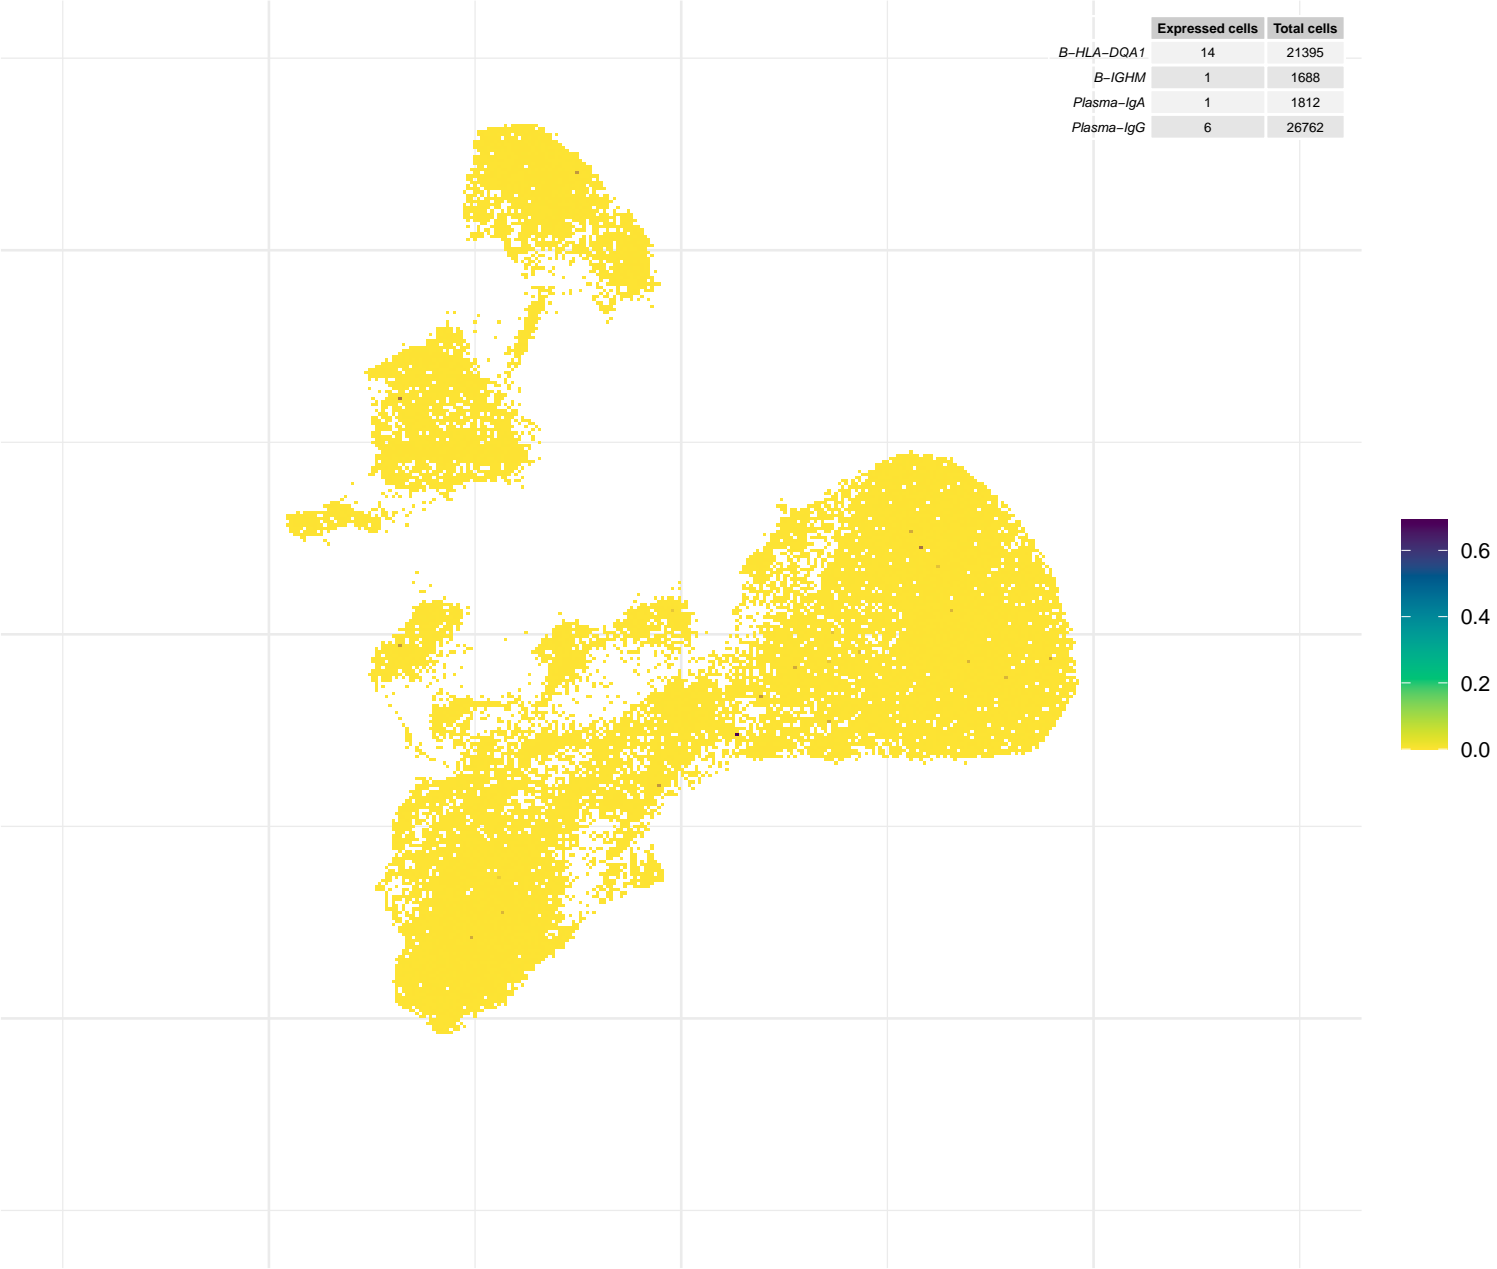 Expressed cells Total cells
B−HLA−DQA1 14 21395
B−IGHM 1 1688
Plasma−IgA 1 1812
Plasma−IgG 6 26762
0.6
0.4
0.2
0.0